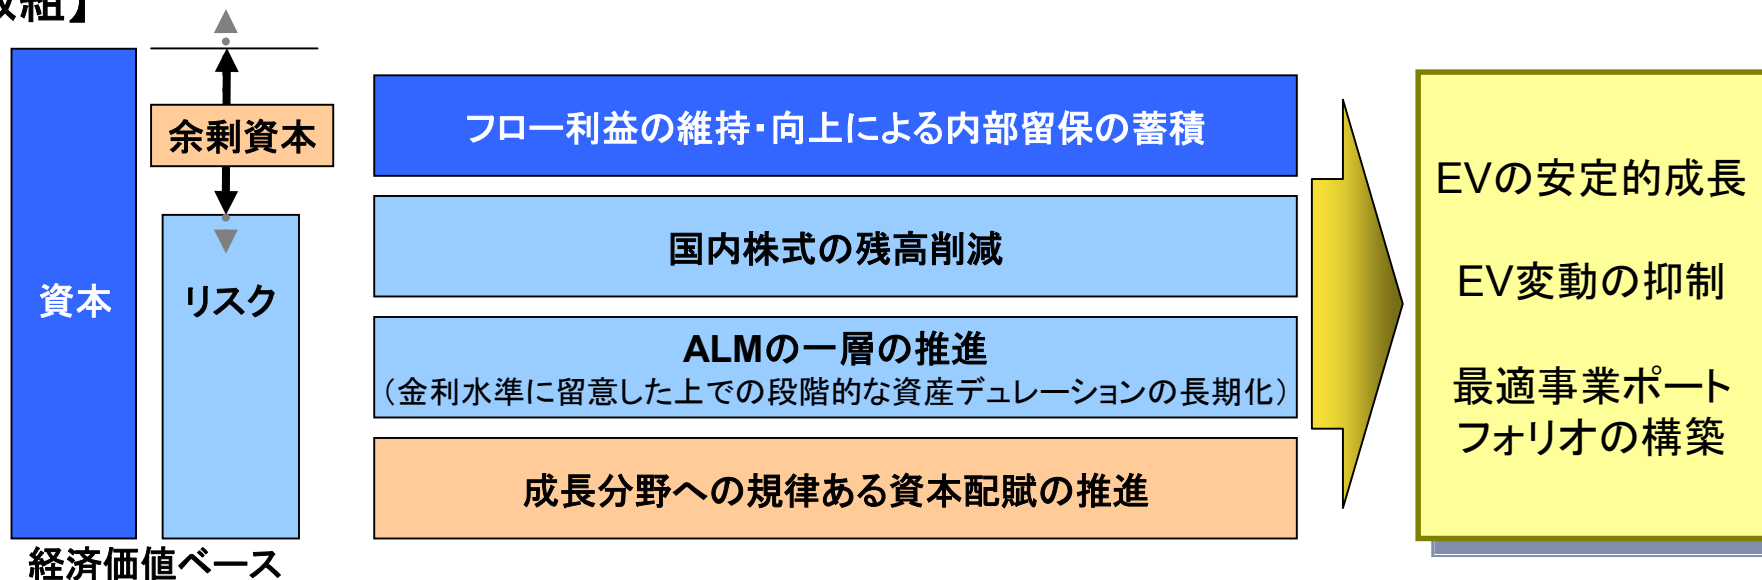 組】
余剰資本
資本
リスク
経済価値ベース
フロー利益の維持・向上による内部留保の蓄積
国内株式の残高削減
ALMの一層の推進
（金利水準に留意した上での段階的な資産デュレーションの長期化）
成長分野への規律ある資本配賦の推進
EVの安定的成長
EV変動の抑制
最適事業ポート
フォリオの構築